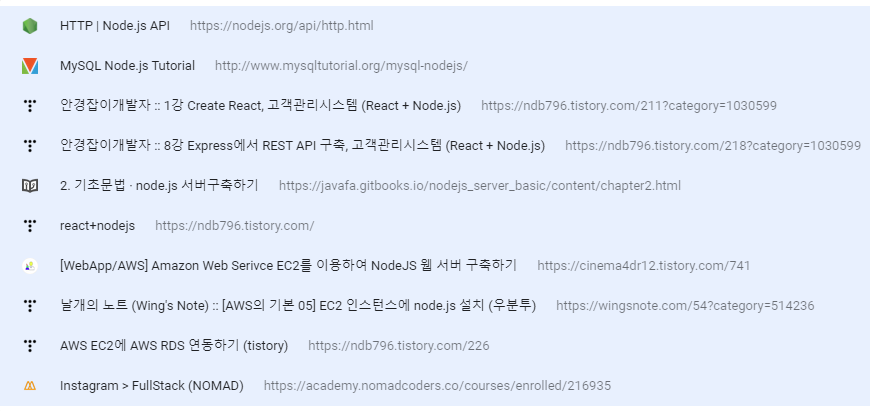 HTTP | Node.js API https://nodejs.org/api/http.html
MySQL Node.js Tutorial http://www.mysqltutorial.org/mysql-nodejs/
안경잡이개발자 :: 1강 Create React, 고객관리시스템 (React + Node.js) https://ndb796.tistory.com/211?category=1030599
안경잡이개발자 :: 8강 Express에서 REST API 구축, 고객관리시스템 (React + Node.js) https://ndb796.tistory.com/218?category=1030599
2. 기초문법 · node.js 서버구축하기 https://javafa.gitbooks.io/nodejs_server_basic/content/chapter2.html
react+nodejs https://ndb796.tistory.com/
[WebApp/AWS] Amazon Web Serivce EC2를 이용하여 NodeJS 웹 서버 구축하기 https://cinema4dr12.tistory.com/741
날개의 노트 (Wing's Note) :: [AWS의 기본 05] EC2 인스턴스에 node.js 설치 (우분투) https://wingsnote.com/54?category=514236
AWS EC2에 AWS RDS 연동하기 (tistory) https://ndb796.tistory.com/226
Instagram > FullStack (NOMAD) https://academy.nomadcoders.co/courses/enrolled/216935